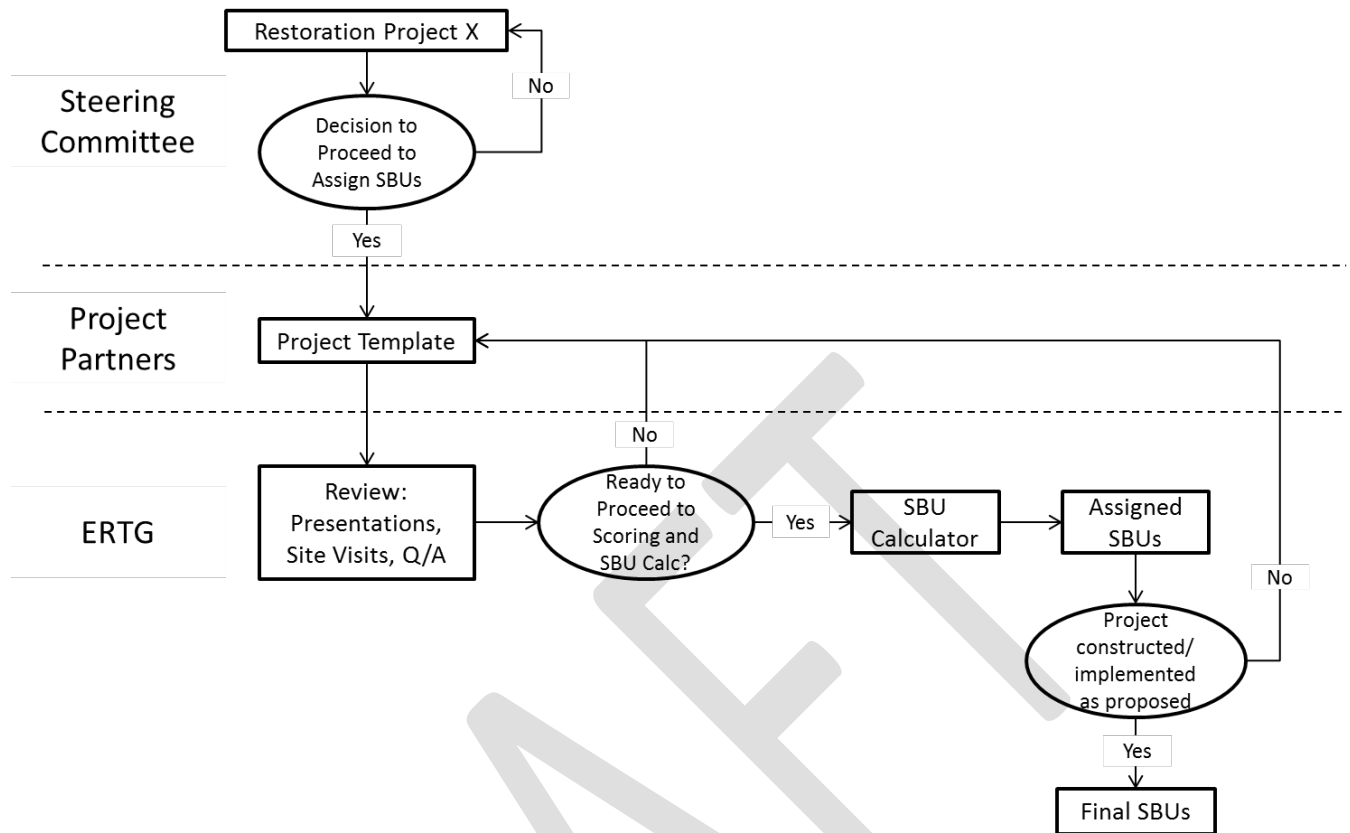 Restoration Project X
No
Steering
Committee
Decision to
Proceed to
Assign SBUs
Yes
Project
Partners
Project Template
No
ERTG
Review:
Presentations,
Site Visits, Q/A
Ready to
Proceed to
Scoring and
SBU Calc?
Yes
SBU
Calculator
Assigned
SBUs
No
Project
constructed/
implemented
as proposed
Yes
Final SBUs